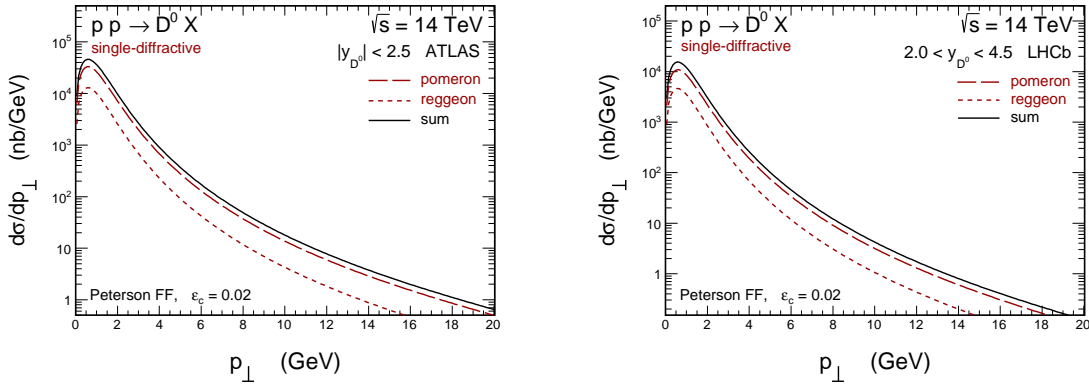 p p → D⁰ X
√s = 14 TeV
single-diffractive
|y_D⁰| < 2.5 ATLAS
pomeron
reggeon
sum
Peterson FF, ε_c = 0.02
dσ/dp_⊥ (nb/GeV)
10⁵
10⁴
10³
10²
10
1
0 2 4 6 8 10 12 14 16 18 20
p_⊥ (GeV)
p p → D⁰ X
√s = 14 TeV
single-diffractive
2.0 < y_D⁰ < 4.5 LHCb
pomeron
reggeon
sum
Peterson FF, ε_c = 0.02
dσ/dp_⊥ (nb/GeV)
10⁵
10⁴
10³
10²
10
1
0 2 4 6 8 10 12 14 16 18 20
p_⊥ (GeV)